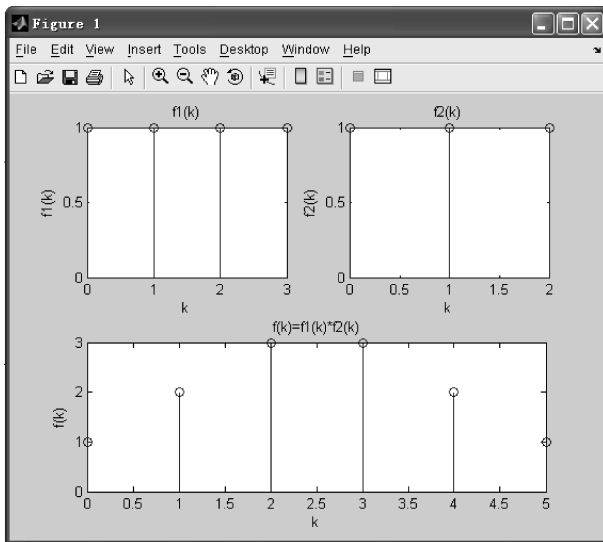 Figure 1
File Edit View Insert Tools Desktop Window Help
f1(k)
f1(k)
1
0.5
0
0 1 2 3
k
f2(k)
f2(k)
1
0.5
0
0 0.5 1 1.5 2
k
f(k)=f1(k)*f2(k)
f(k)
3
2
1
0
0 0.5 1 1.5 2 2.5 3 3.5 4 4.5 5
k